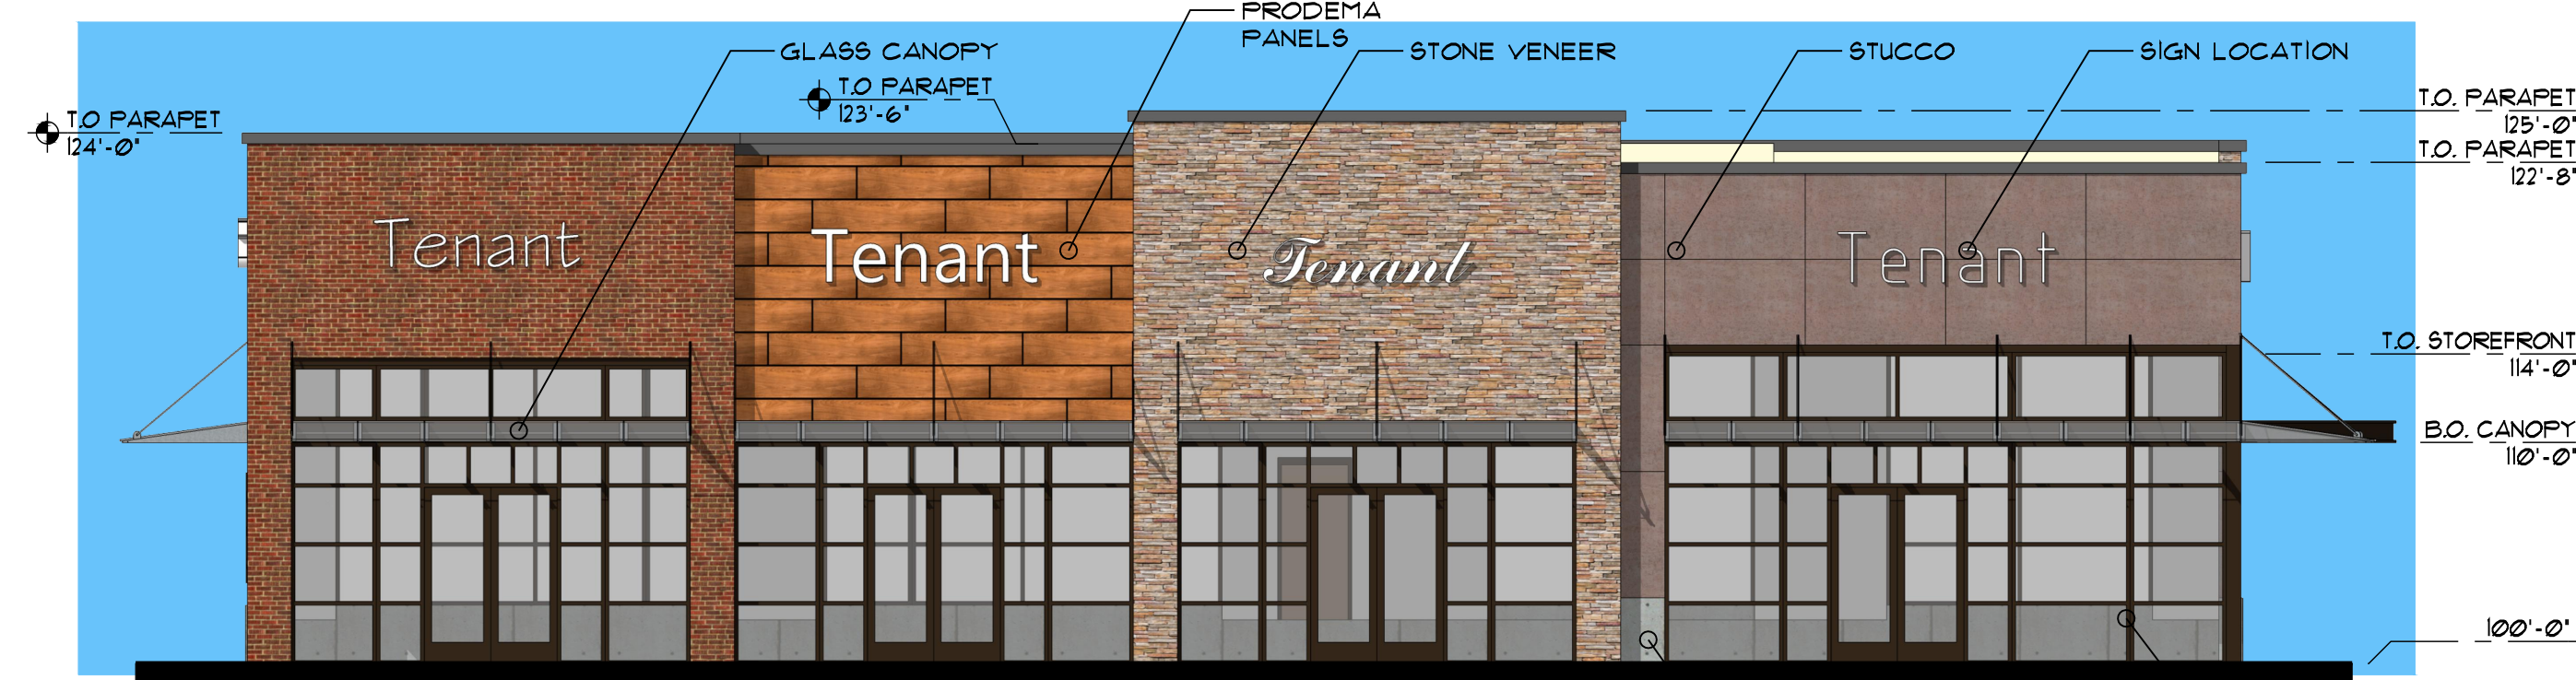 PRODEMA
PANELS
GLASS CANOPY
STONE VENEER
STUCCO
SIGN LOCATION
T.O PARAPET
123'-6"
T.O PARAPET
124'-0"
T.O. PARAPET
125'-0"
T.O. PARAPET
122'-8"
Tenant
Tenant
Tenant
Tenant
T.O. STOREFRONT
114'-0"
B.O. CANOPY
110'-0"
100'-0"